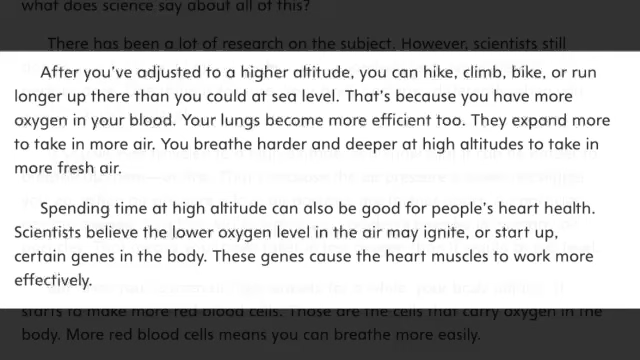 what does science say about all of this?
There has been a lot of research on the subject. However, scientists still
After you've adjusted to a higher altitude, you can hike, climb, bike, or run
longer up there than you could at sea level. That's because you have more
oxygen in your blood. Your lungs become more efficient too. They expand more
to take in more air. You breathe harder and deeper at high altitudes to take in
more fresh air.
Spending time at high altitude can also be good for people's heart health.
Scientists believe the lower oxygen level in the air may ignite, or start up,
certain genes in the body. These genes cause the heart muscles to work more
effectively.
starts to make more red blood cells. Those are the cells that carry oxygen in the
body. More red blood cells means you can breathe more easily.